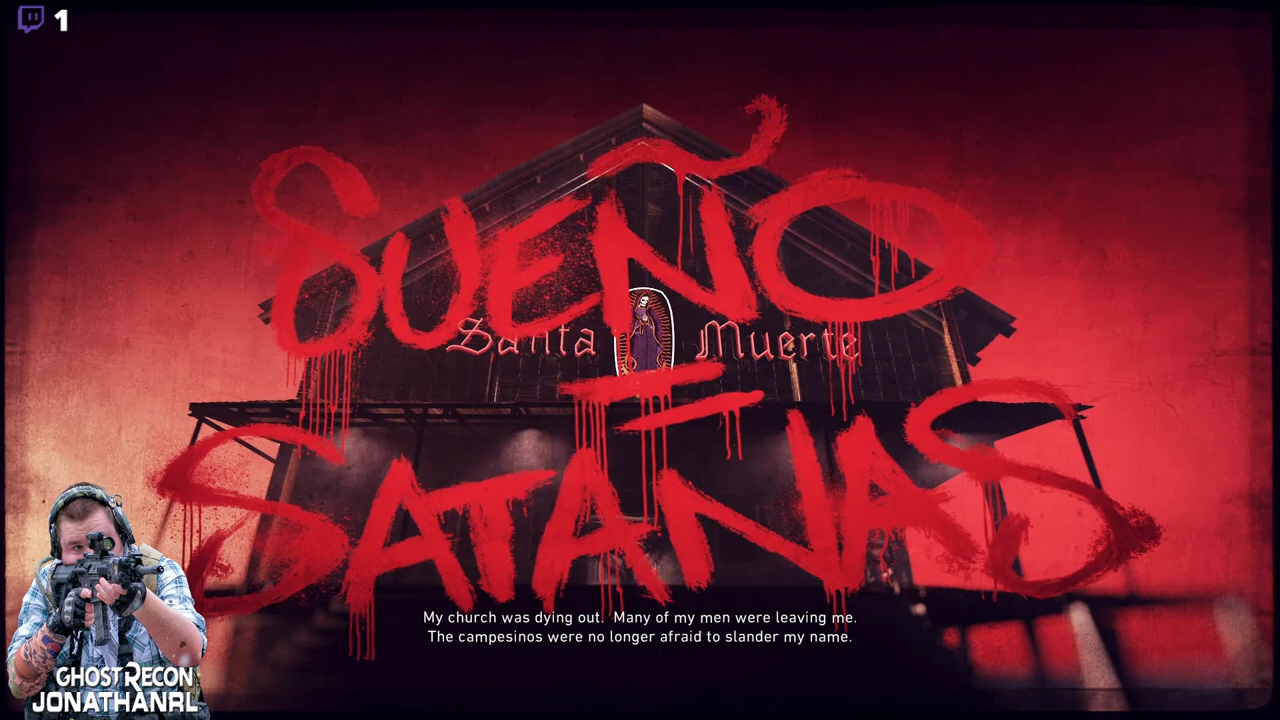 1
SUEÑO
Santa Muerte
=
SATANAS
My church was dying out. Many of my men were leaving me.
The campesinos were no longer afraid to slander my name.
GHOST RECON
JONATHANRL